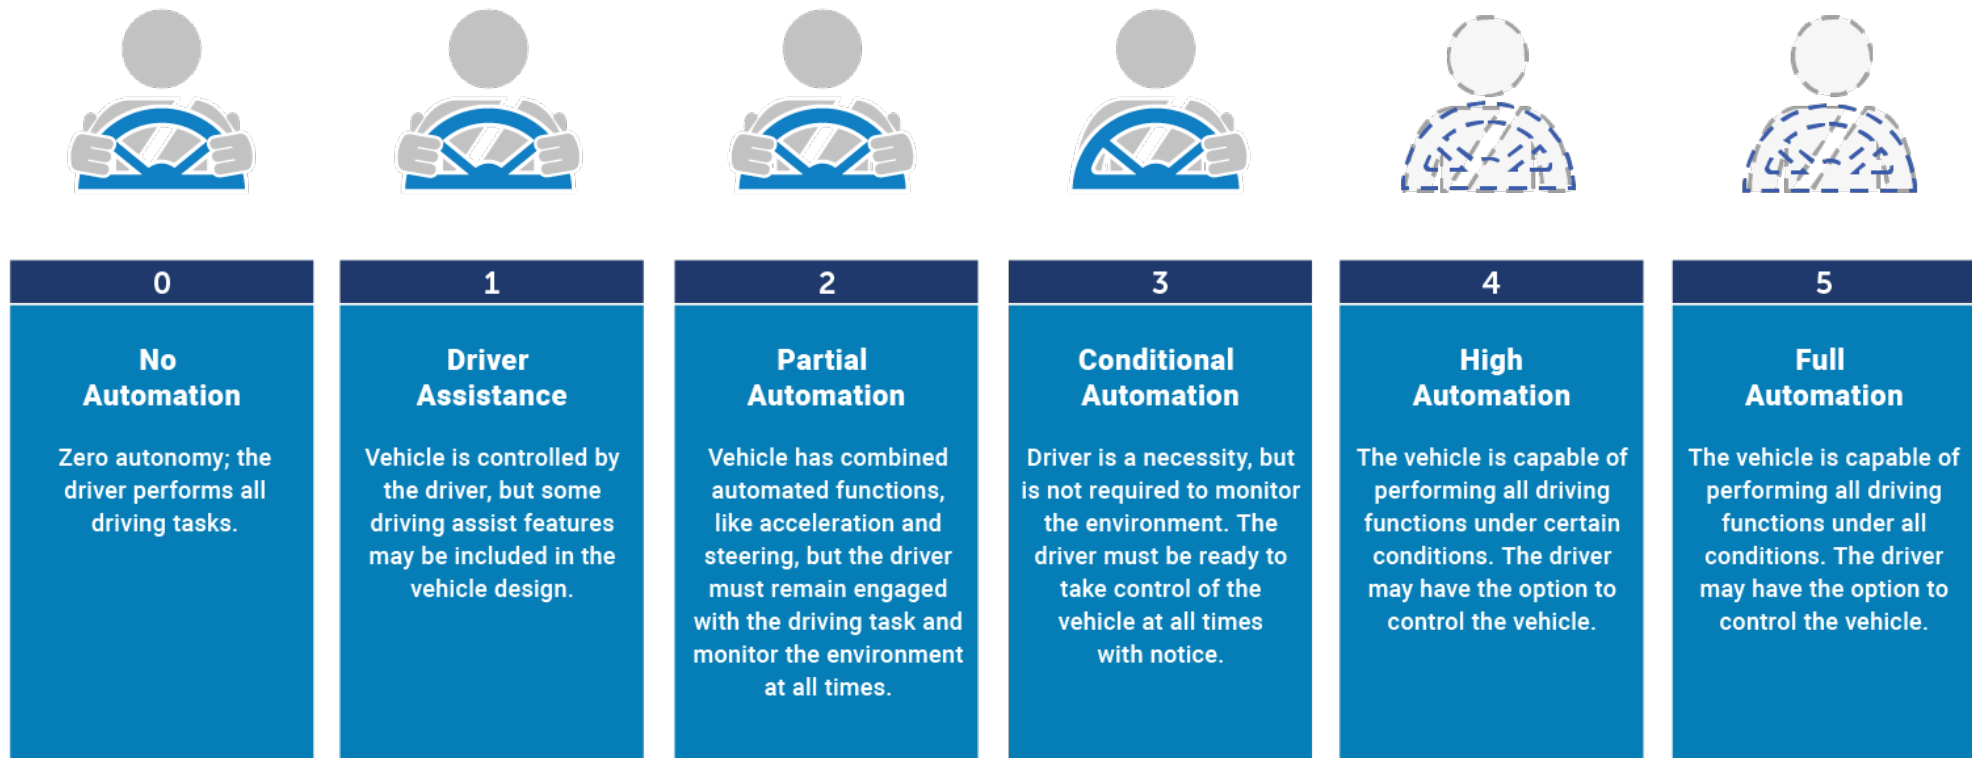 0
No
Automation
Zero autonomy; the
driver performs all
driving tasks.
1
Driver
Assistance
Vehicle is controlled by
the driver, but some
driving assist features
may be included in the
vehicle design.
2
Partial
Automation
Vehicle has combined
automated functions,
like acceleration and
steering, but the driver
must remain engaged
with the driving task and
monitor the environment
at all times.
3
Conditional
Automation
Driver is a necessity, but
is not required to monitor
the environment. The
driver must be ready to
take control of the
vehicle at all times
with notice.
4
High
Automation
The vehicle is capable of
performing all driving
functions under certain
conditions. The driver
may have the option to
control the vehicle.
5
Full
Automation
The vehicle is capable of
performing all driving
functions under all
conditions. The driver
may have the option to
control the vehicle.